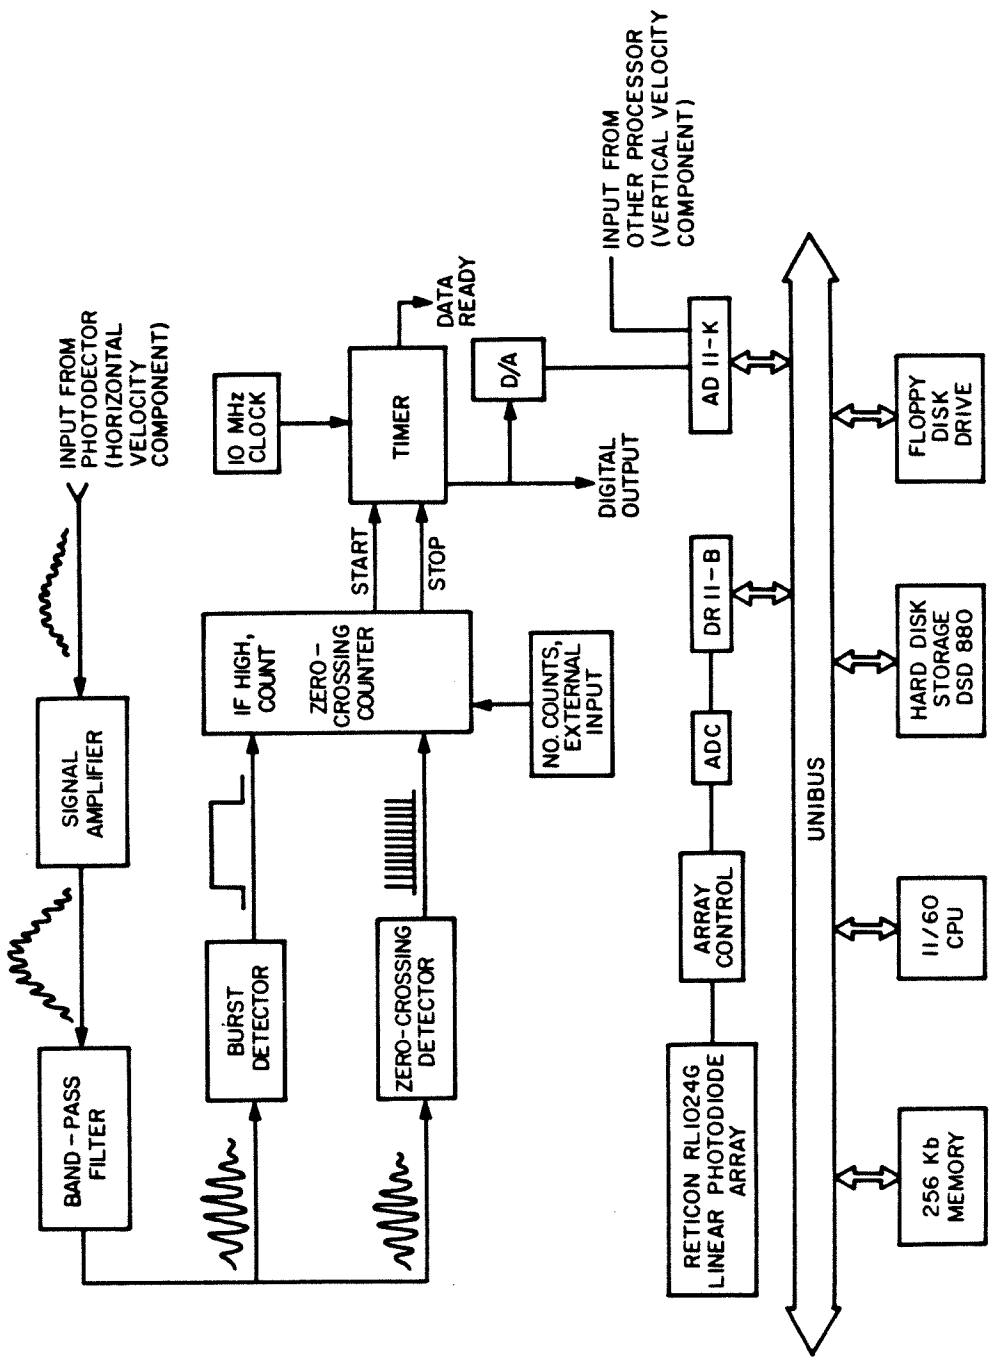 INPUT FROM
PHOTODECTOR
(HORIZONTAL
VELOCITY
COMPONENT)
SIGNAL
AMPLIFIER
BAND-PASS
FILTER
BURST
DETECTOR
ZERO-CROSSING
DETECTOR
IF HIGH,
COUNT
ZERO-
CROSSING
COUNTER
NO. COUNTS,
EXTERNAL
INPUT
START
STOP
10 MHz
CLOCK
TIMER
DATA
READY
D/A
DIGITAL
OUTPUT
INPUT FROM
OTHER PROCESSOR
(VERTICAL VELOCITY
COMPONENT)
RETICON RL1024G
LINEAR PHOTODIODE
ARRAY
ARRAY
CONTROL
ADC
DR 11-B
AD 11-K
UNIBUS
256 Kb
MEMORY
11/60
CPU
HARD DISK
STORAGE
DSD 880
FLOPPY
DISK
DRIVE